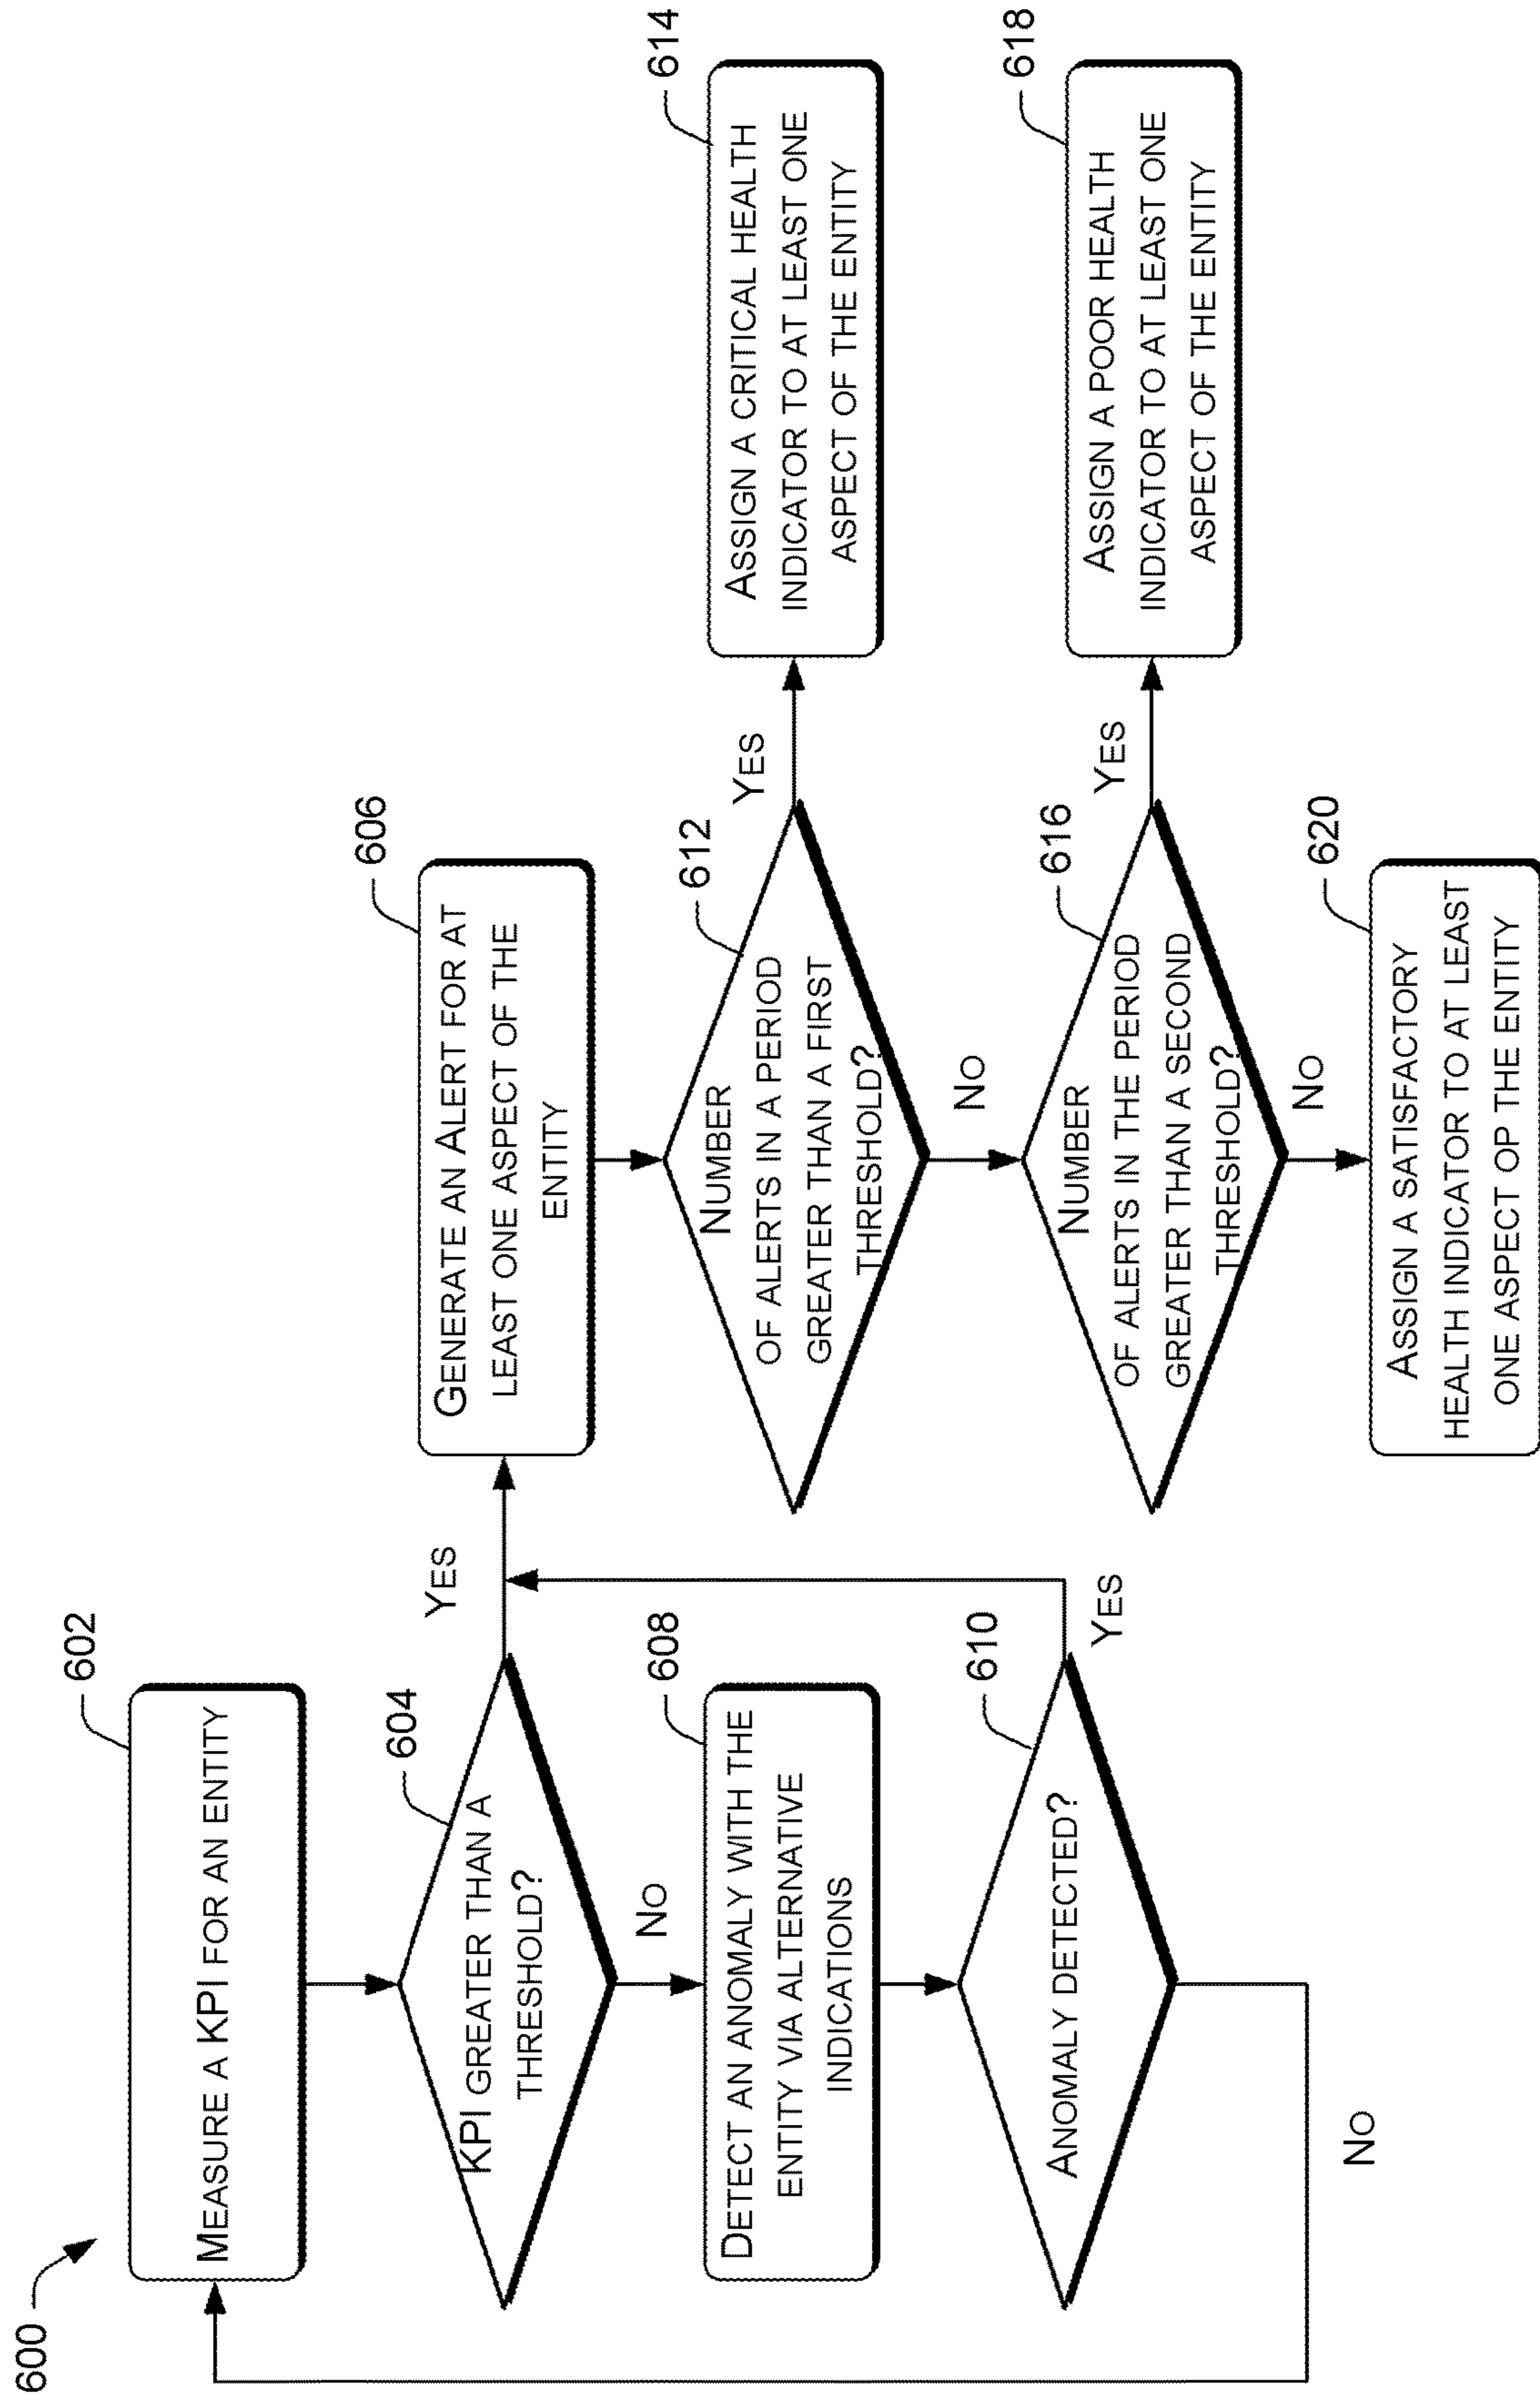 600
602
MEASURE A KPI FOR AN ENTITY
604
KPI GREATER THAN A
THRESHOLD?
YES
NO
608
DETECT AN ANOMALY WITH THE
ENTITY VIA ALTERNATIVE
INDICATIONS
610
ANOMALY DETECTED?
YES
NO
606
GENERATE AN ALERT FOR AT
LEAST ONE ASPECT OF THE
ENTITY
612
NUMBER
OF ALERTS IN A PERIOD
GREATER THAN A FIRST
THRESHOLD?
YES
NO
614
ASSIGN A CRITICAL HEALTH
INDICATOR TO AT LEAST ONE
ASPECT OF THE ENTITY
616
NUMBER
OF ALERTS IN THE PERIOD
GREATER THAN A SECOND
THRESHOLD?
YES
NO
618
ASSIGN A POOR HEALTH
INDICATOR TO AT LEAST ONE
ASPECT OF THE ENTITY
620
ASSIGN A SATISFACTORY
HEALTH INDICATOR TO AT LEAST
ONE ASPECT OP THE ENTITY